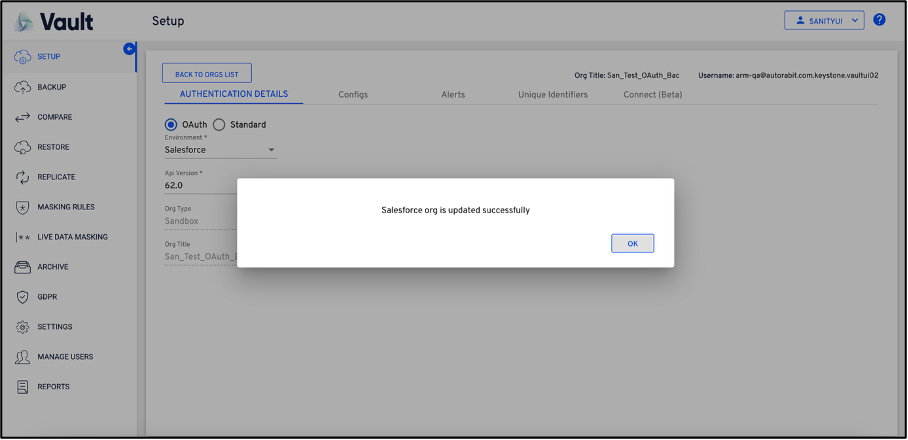 Vault
Setup
SANITYUI
?
SETUP
BACKUP
COMPARE
RESTORE
REPLICATE
MASKING RULES
LIVE DATA MASKING
ARCHIVE
GDPR
SETTINGS
MANAGE USERS
REPORTS
BACK TO ORGS LIST
Org Title: San_Test_OAuth_Bac Username: arm-qa@autorabit.com.keystone.vaultui02
AUTHENTICATION DETAILS Configs Alerts Unique Identifiers Connect (Beta)
OAuth Standard
Environment *
Salesforce
Api Version *
62.0
Org Type
Sandbox
Org Title
San_Test_OAuth_
Salesforce org is updated successfully
OK